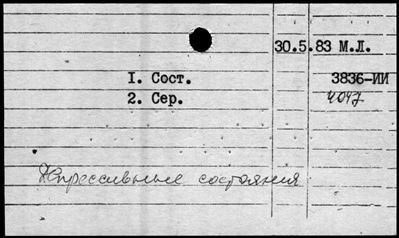 30.5.83 М.Л.
1. Сост. 3836-ИИ
2. Сер. 4047
Депрессивные состояния